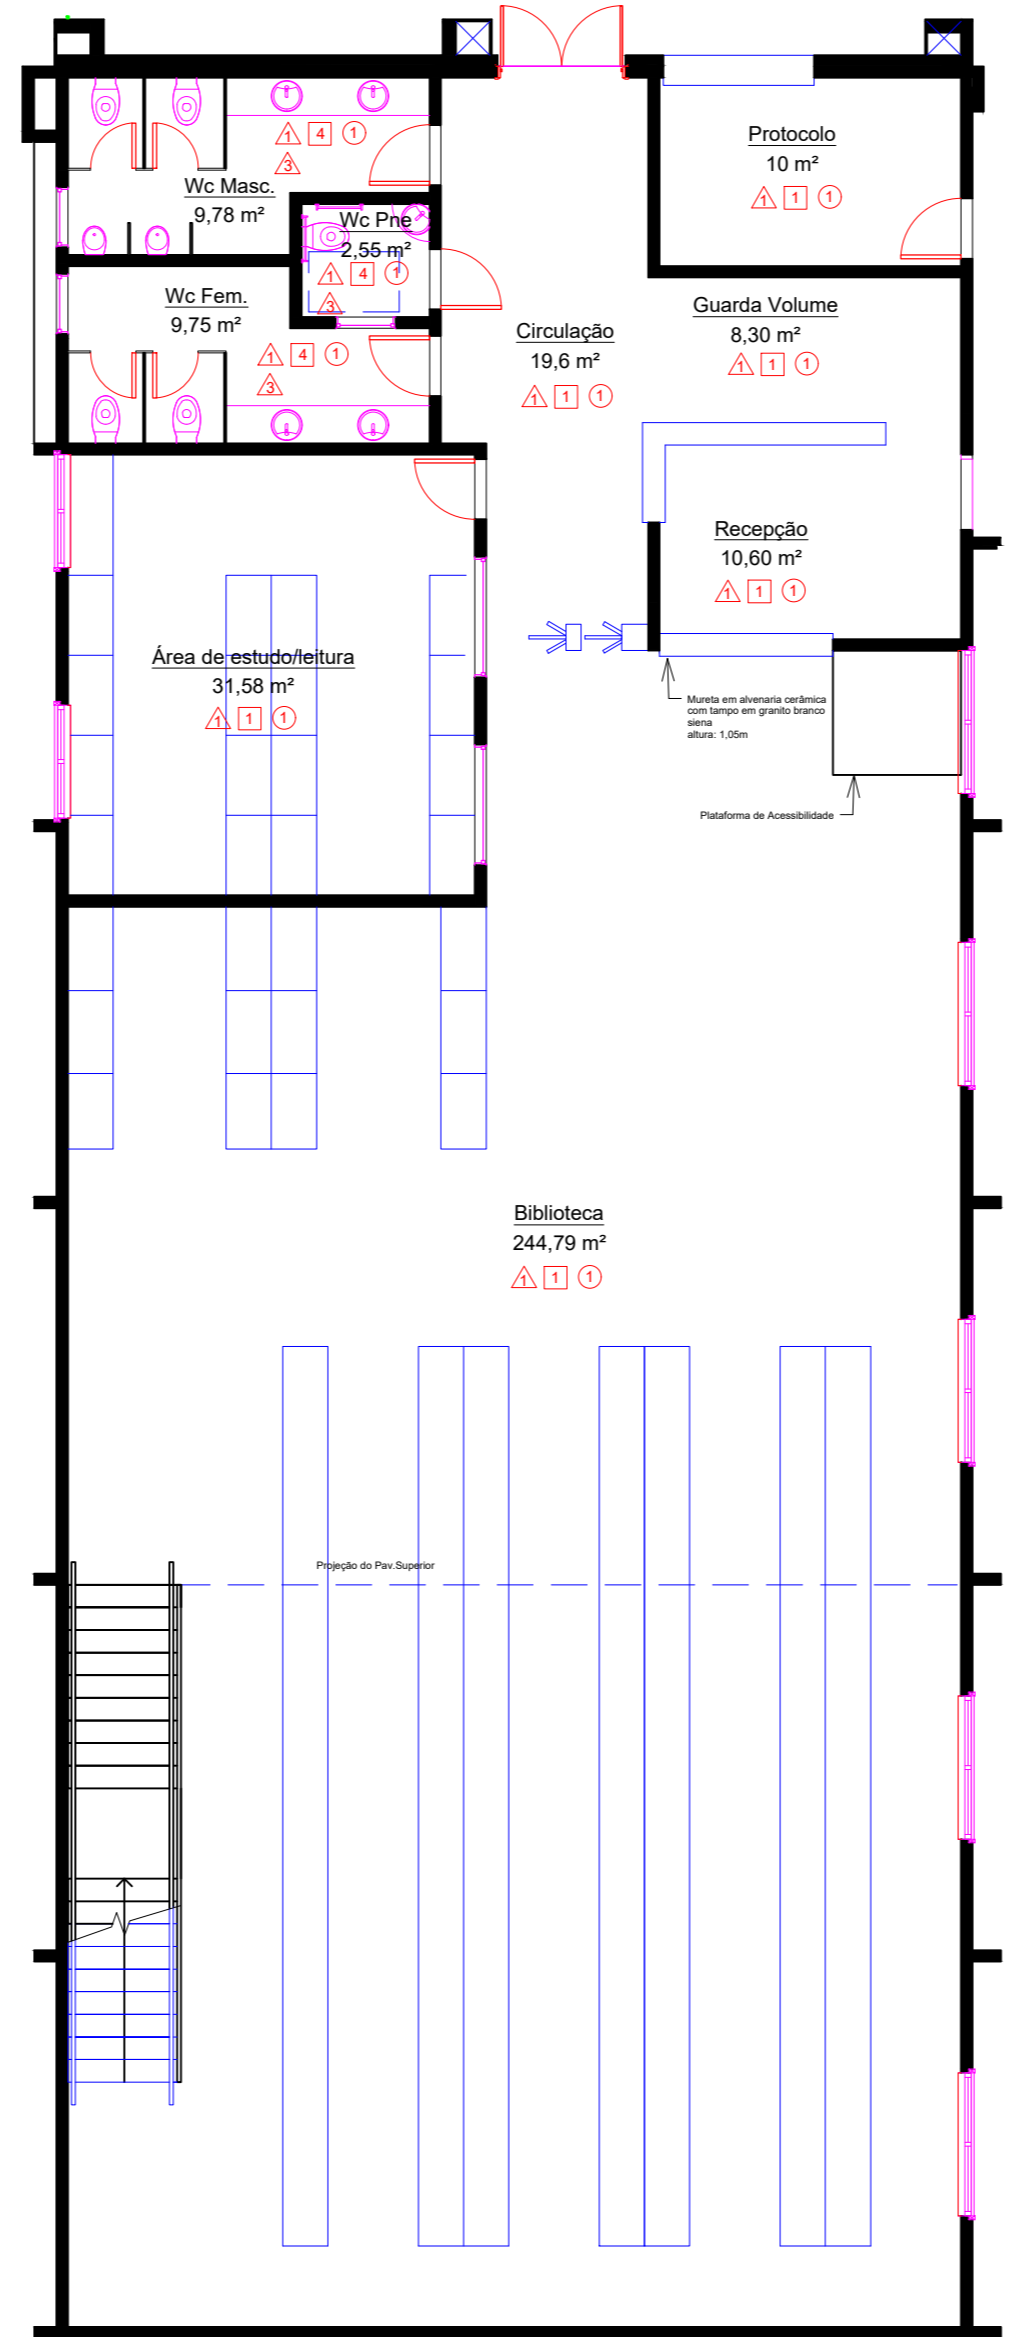 Protocolo
10 m²
1 1 1
1 4 1
3
Wc Masc.
9,78 m²
Wc Pne
2,55 m²
1 4 1
3
Wc Fem.
9,75 m²
1 4 1
3
Circulação
19,6 m²
1 1 1
Guarda Volume
8,30 m²
1 1 1
Recepção
10,60 m²
1 1 1
Área de estudo/leitura
31,58 m²
1 1 1
Mureta em alvenaria cerâmica
com tampo em granito branco
siena
altura: 1,05m
Plataforma de Acessibilidade
Biblioteca
244,79 m²
1 1 1
Projeção do Pav.Superior